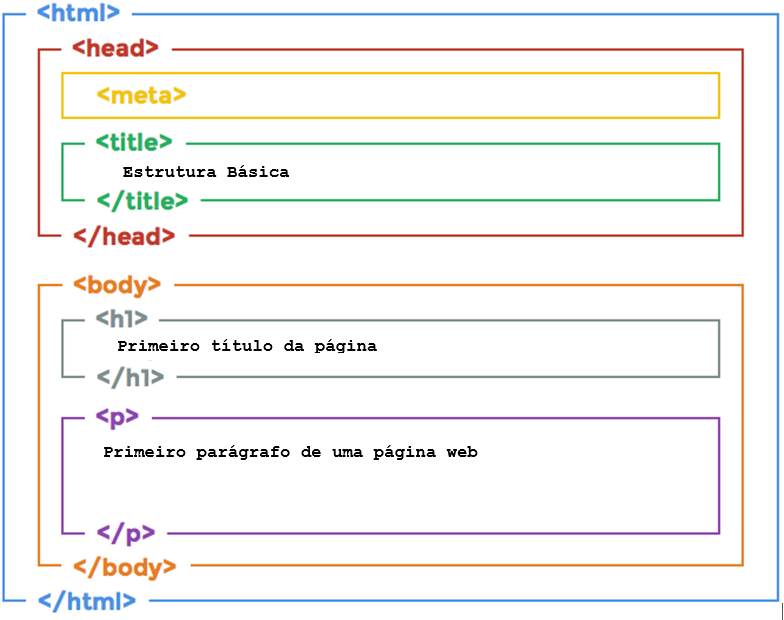 <html>
<head>
<meta>
<title>
Estrutura Básica
</title>
</head>
<body>
<h1>
Primeiro título da página
</h1>
<p>
Primeiro parágrafo de uma página web
</p>
</body>
</html>